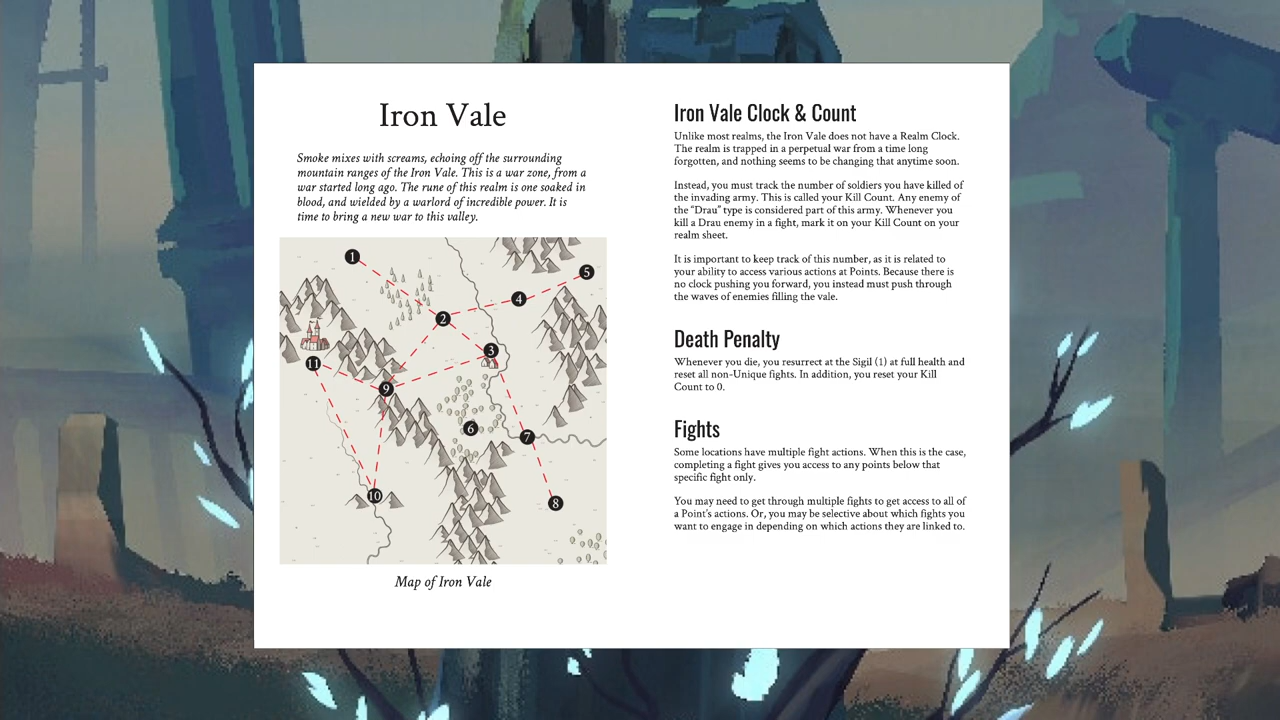 Iron Vale
Smoke mixes with screams, echoing off the surrounding
mountain ranges of the Iron Vale. This is a war zone, from a
war started long ago. The rune of this realm is one soaked in
blood, and wielded by a warlord of incredible power. It is
time to bring a new war to this valley.
1
5
4
2
3
11
9
6
7
10
8
Map of Iron Vale
Iron Vale Clock & Count
Unlike most realms, the Iron Vale does not have a Realm Clock.
The realm is trapped in a perpetual war from a time long
forgotten, and nothing seems to be changing that anytime soon.
Instead, you must track the number of soldiers you have killed of
the invading army. This is called your Kill Count. Any enemy of
the “Drau” type is considered part of this army. Whenever you
kill a Drau enemy in a fight, mark it on your Kill Count on your
realm sheet.
It is important to keep track of this number, as it is related to
your ability to access various actions at Points. Because there is
no clock pushing you forward, you instead must push through
the waves of enemies filling the vale.
Death Penalty
Whenever you die, you resurrect at the Sigil (1) at full health and
reset all non-Unique fights. In addition, you reset your Kill
Count to 0.
Fights
Some locations have multiple fight actions. When this is the case,
completing a fight gives you access to any points below that
specific fight only.
You may need to get through multiple fights to get access to all of
a Point’s actions. Or, you may be selective about which fights you
want to engage in depending on which actions they are linked to.